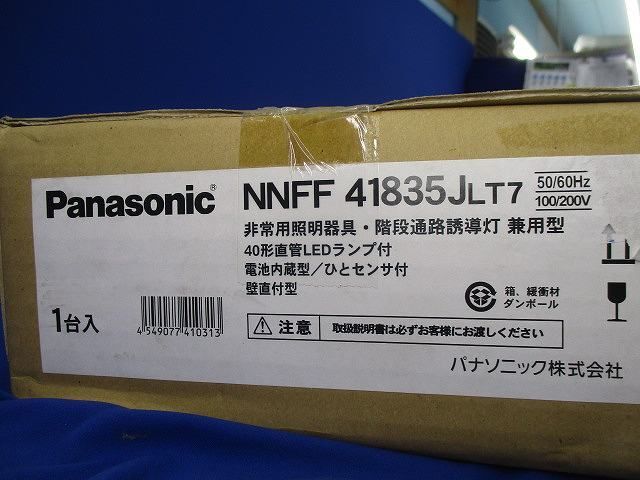 Panasonic®
NNFF 41835JLT7
50/60Hz
100/200V
非常用照明器具・階段通路誘導灯 兼用型
40形直管LEDランプ付
電池内蔵型/ひとセンサ付
壁直付型
箱、緩衝材
ダンボール
1台入
4 549077 410313
注意
取扱説明書は必ずお客様にお渡しください
パナソニック株式会社